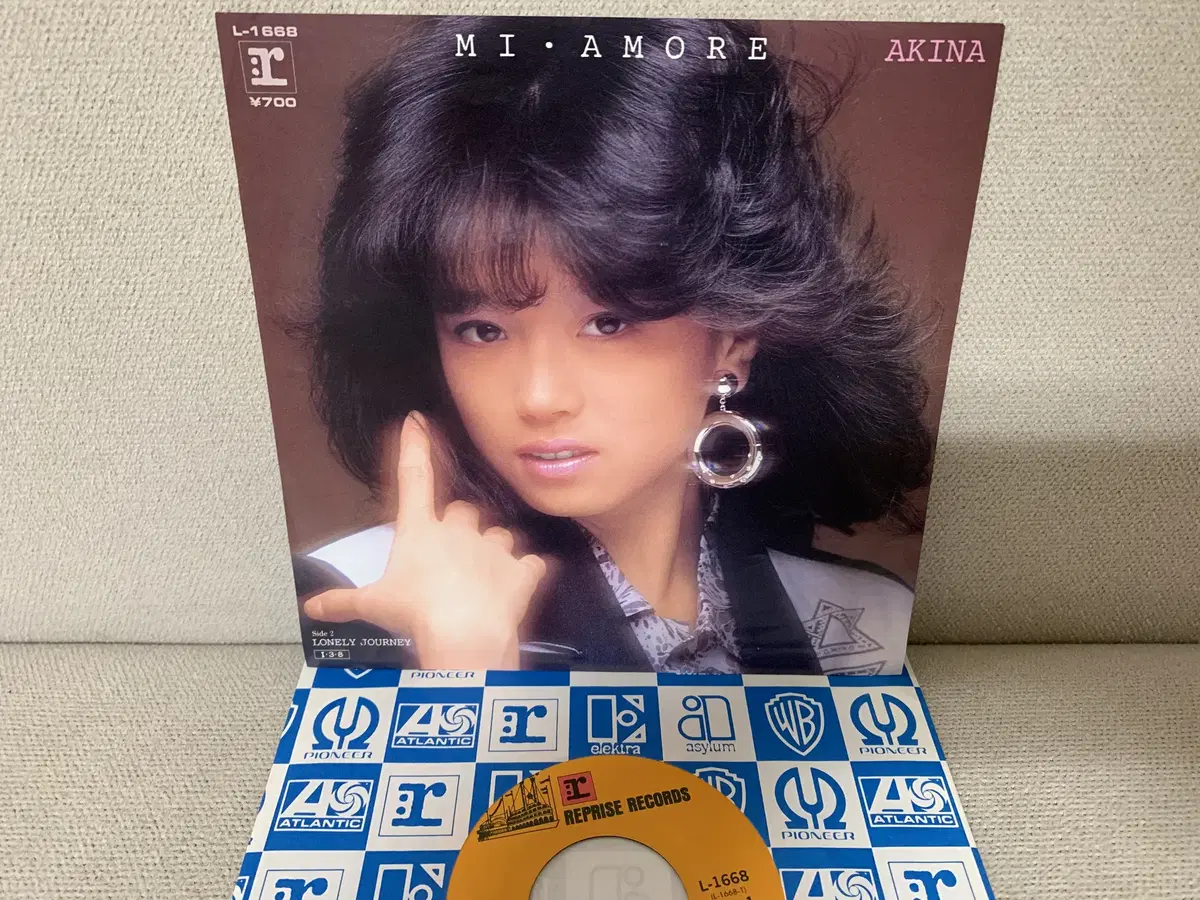 L-1668
r
¥700
MI・AMORE
AKINA
Side 2
LONELY JOURNEY
I・3・8
PIONEER
PIONEER
ATLANTIC
r
elektra
asylum
WB
PIONEER
ATLANTIC
r
PIONEER
ATLANTIC
r
REPRISE RECORDS
L-1668
(L-1668-1)
r